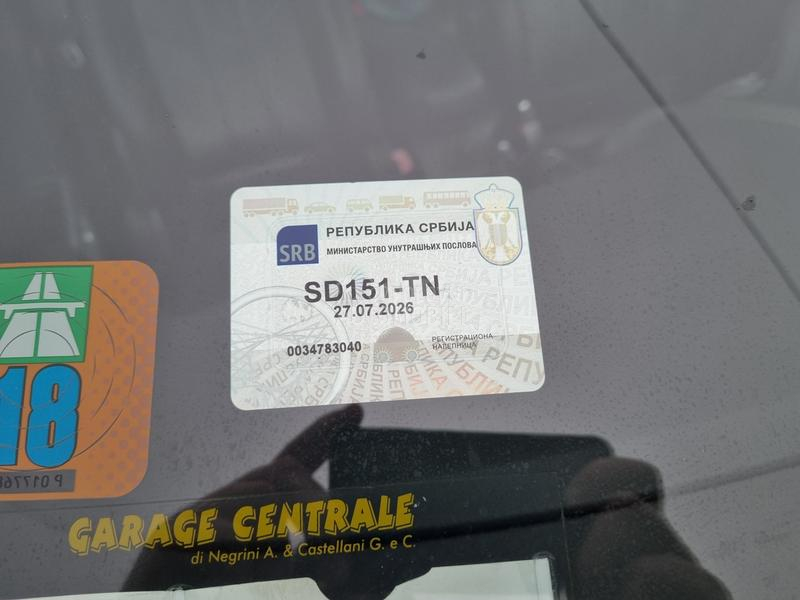 РЕПУБЛИКА СРБИЈА
SRB
МИНИСТАРСТВО УНУТРАШЊИХ ПОСЛОВА
SD151-TN
27.07.2026
0034783040
РЕГИСТРАЦИОНА
НАЛЕПНИЦА
18
P 01776
GARAGE CENTRALE
di Negrini A. & Castellani G. e C.